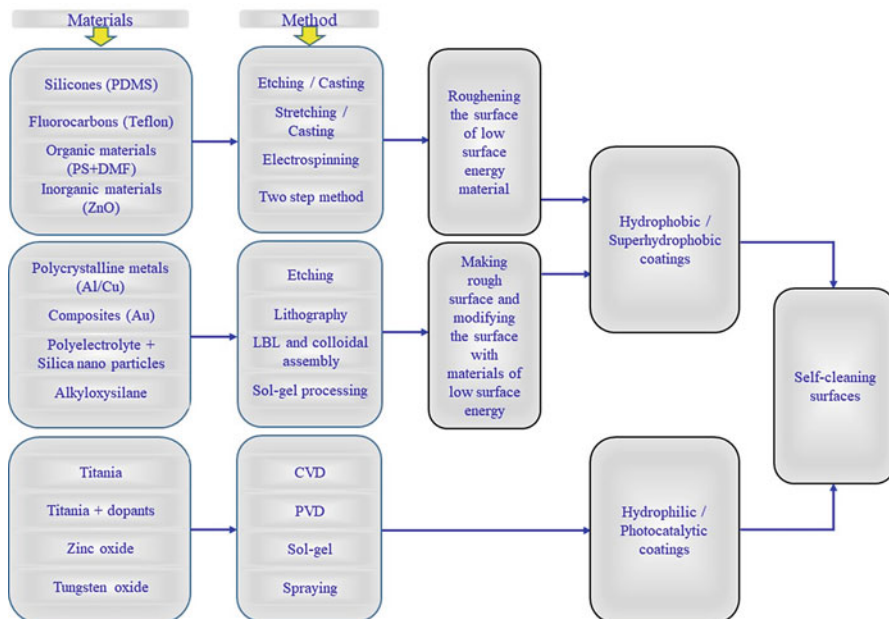 Materials
Method
Silicones (PDMS)
Fluorocarbons (Teflon)
Organic materials
(PS+DMF)
Inorganic materials
(ZnO)
Etching / Casting
Stretching /
Casting
Electrospinning
Two step method
Roughening
the surface
of low
surface
energy
material
Polycrystalline metals
(Al/Cu)
Composites (Au)
Polyelectrolyte +
Silica nano particles
Alkyloxysilane
Etching
Lithography
LBL and colloidal
assembly
Sol-gel processing
Making
rough
surface and
modifying
the surface
with
materials of
low surface
energy
Hydrophobic /
Superhydrophobic
coatings
Titania
Titania + dopants
Zinc oxide
Tungsten oxide
CVD
PVD
Sol-gel
Spraying
Hydrophilic /
Photocatalytic
coatings
Self-cleaning
surfaces